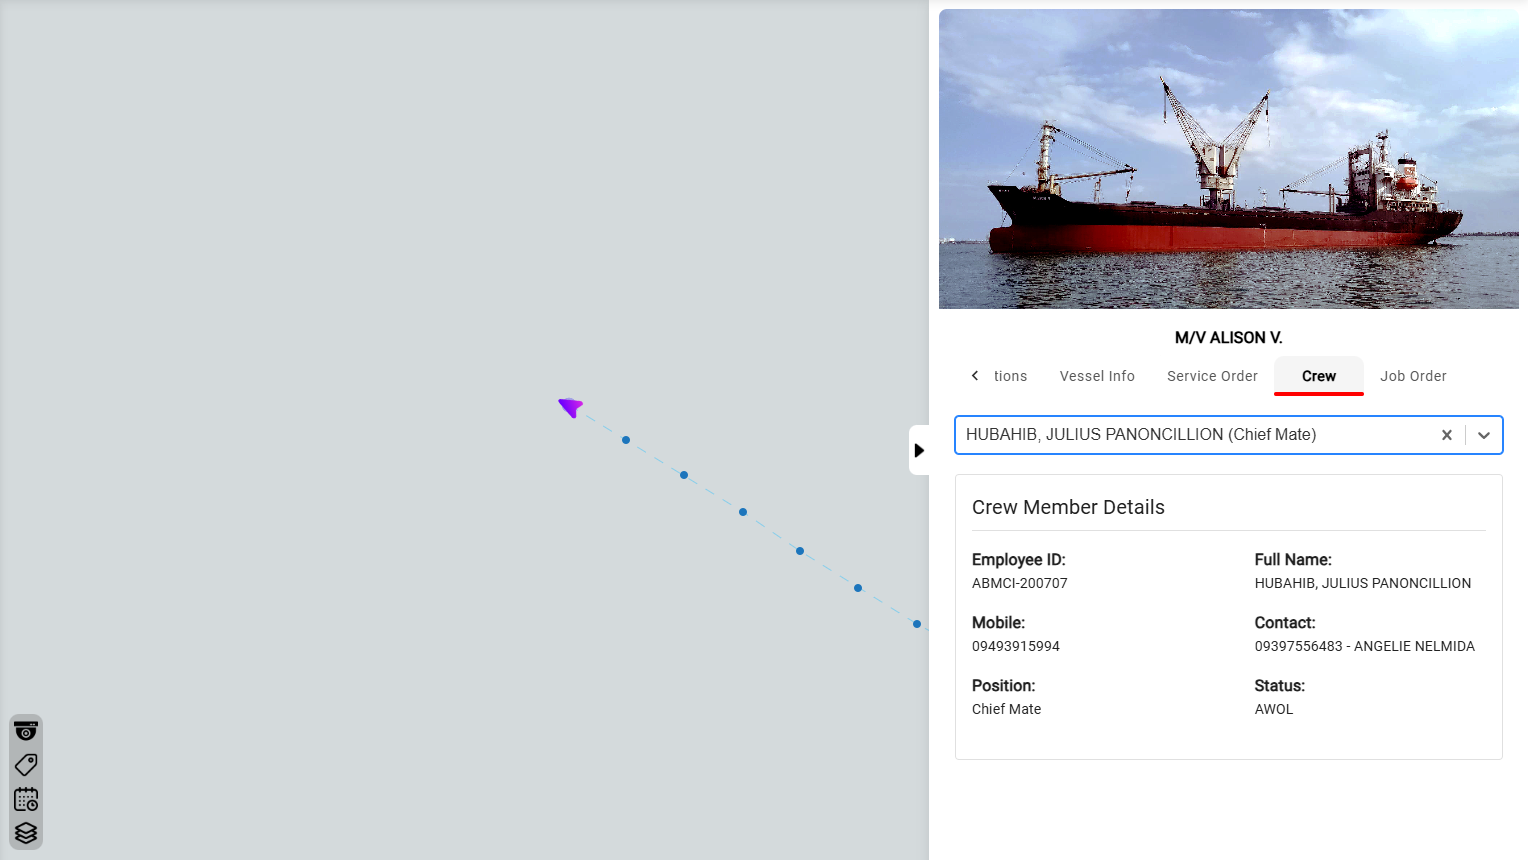 M/V ALISON V.
tions Vessel Info Service Order Crew Job Order
HUBAHIB, JULIUS PANONCILLION (Chief Mate)
Crew Member Details
Employee ID: Full Name:
ABMCI-200707 HUBAHIB, JULIUS PANONCILLION
Mobile: Contact:
09493915994 09397556483 - ANGELIE NELMIDA
Position: Status:
Chief Mate AWOL